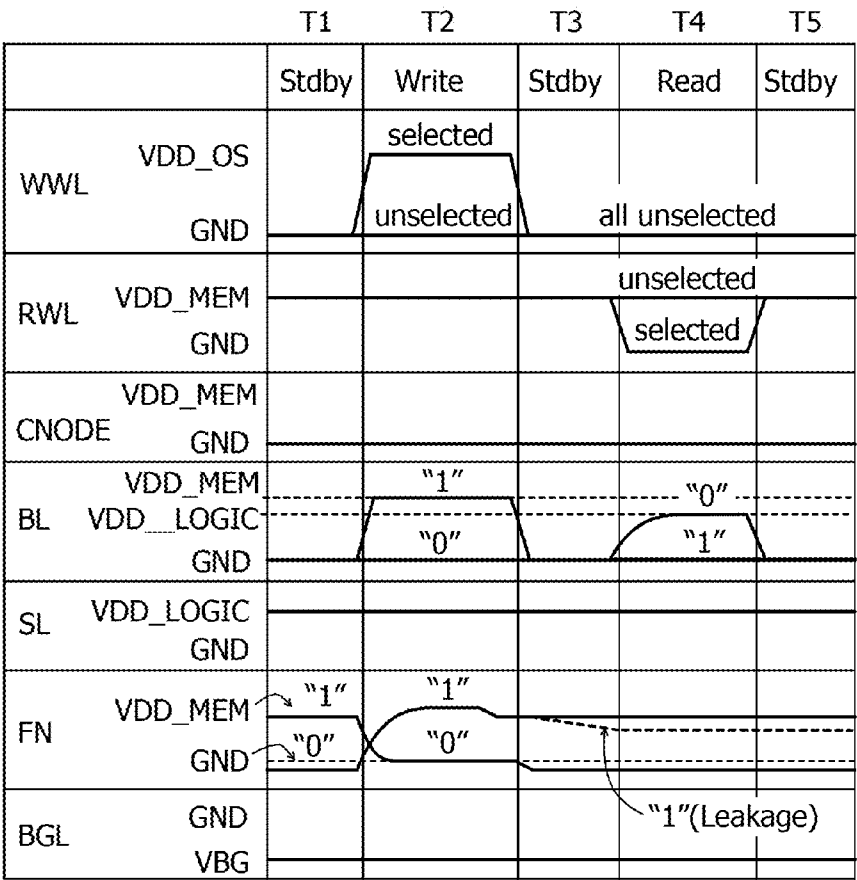 T1 T2 T3 T4 T5
Stdby Write Stdby Read Stdby
selected
WWL VDD_OS
unselected all unselected
GND
unselected
RWL VDD_MEM
selected
GND
VDD_MEM
CNODE GND
VDD_MEM "1" "0"
BL VDD_LOGIC
"0" "1"
GND
SL VDD_LOGIC
GND
"1" "1"
FN VDD_MEM
"0" "0"
GND
"1"(Leakage)
BGL GND
VBG